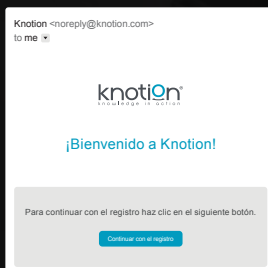 Knotion <noreply@knotion.com>
to me
knotion
knowledge in action
¡Bienvenido a Knotion!
Para continuar con el registro haz clic en el siguiente botón.
Continuar con el registro